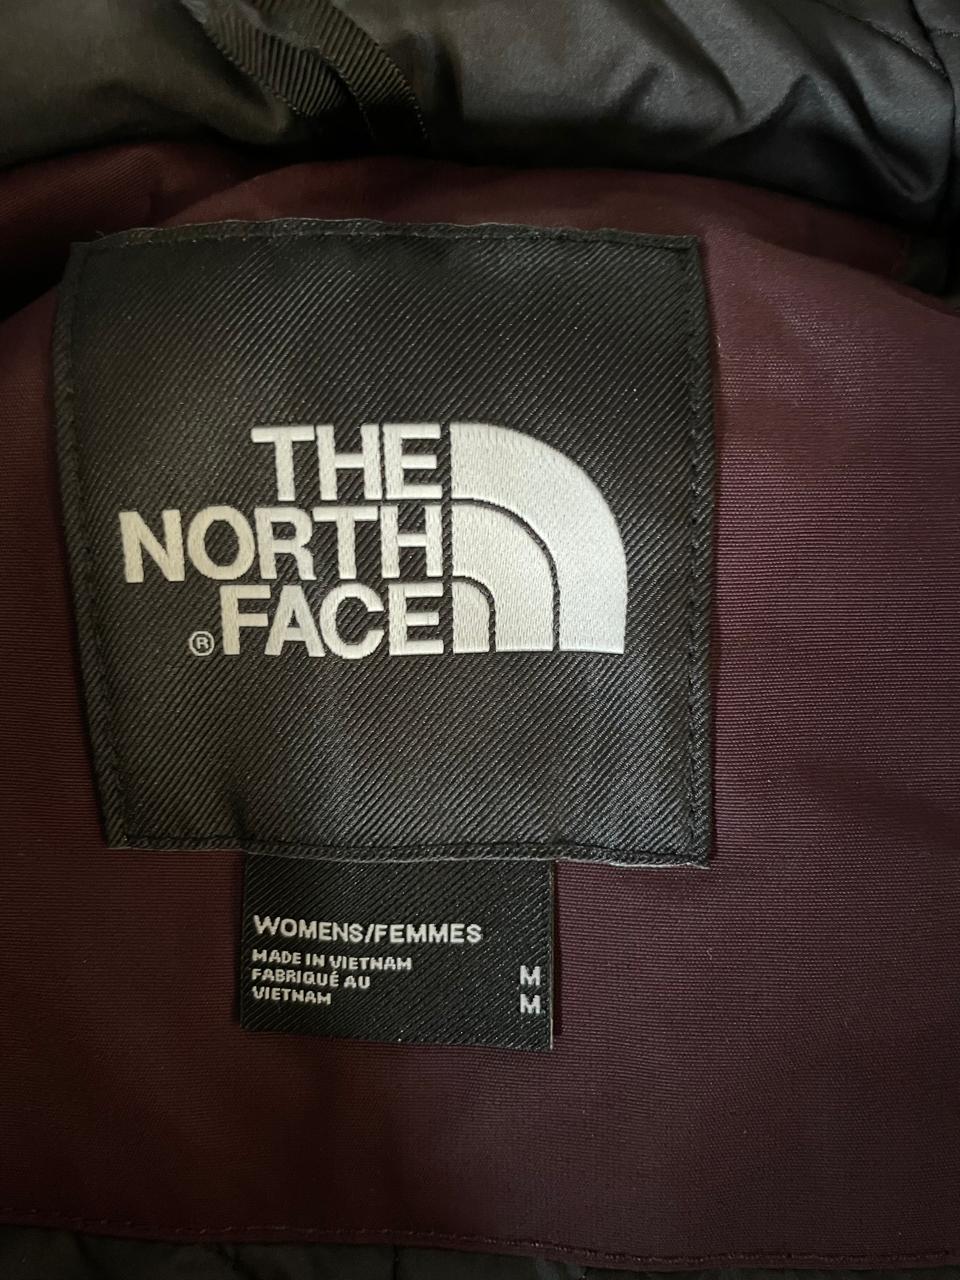 THE
NORTH
®FACE
WOMENS/FEMMES
MADE IN VIETNAM
FABRIQUÉ AU M
VIETNAM M